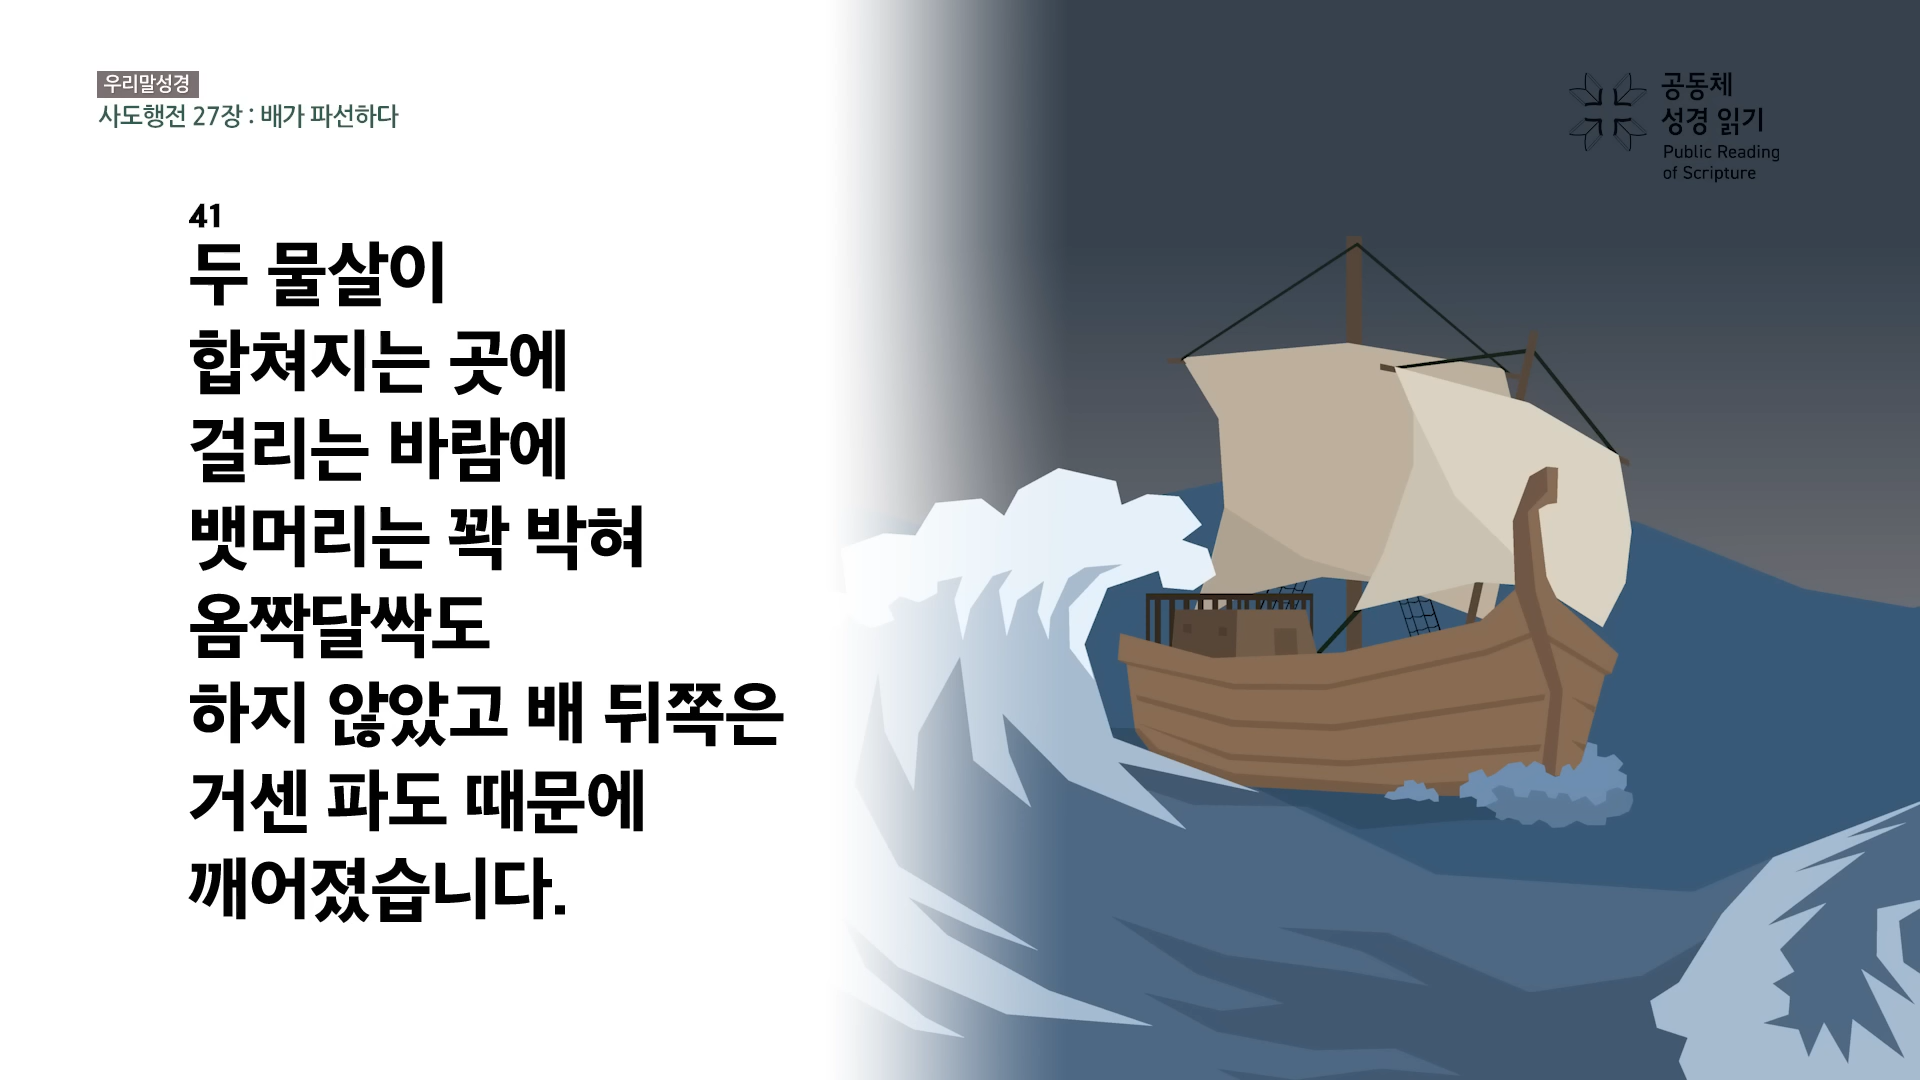 우리말성경
사도행전 27장 : 배가 파선하다
공동체
성경 읽기
Public Reading
of Scripture
41
두 물살이
합쳐지는 곳에
걸리는 바람에
뱃머리는 꽉 박혀
옴짝달싹도
하지 않았고 배 뒤쪽은
거센 파도 때문에
깨어졌습니다.